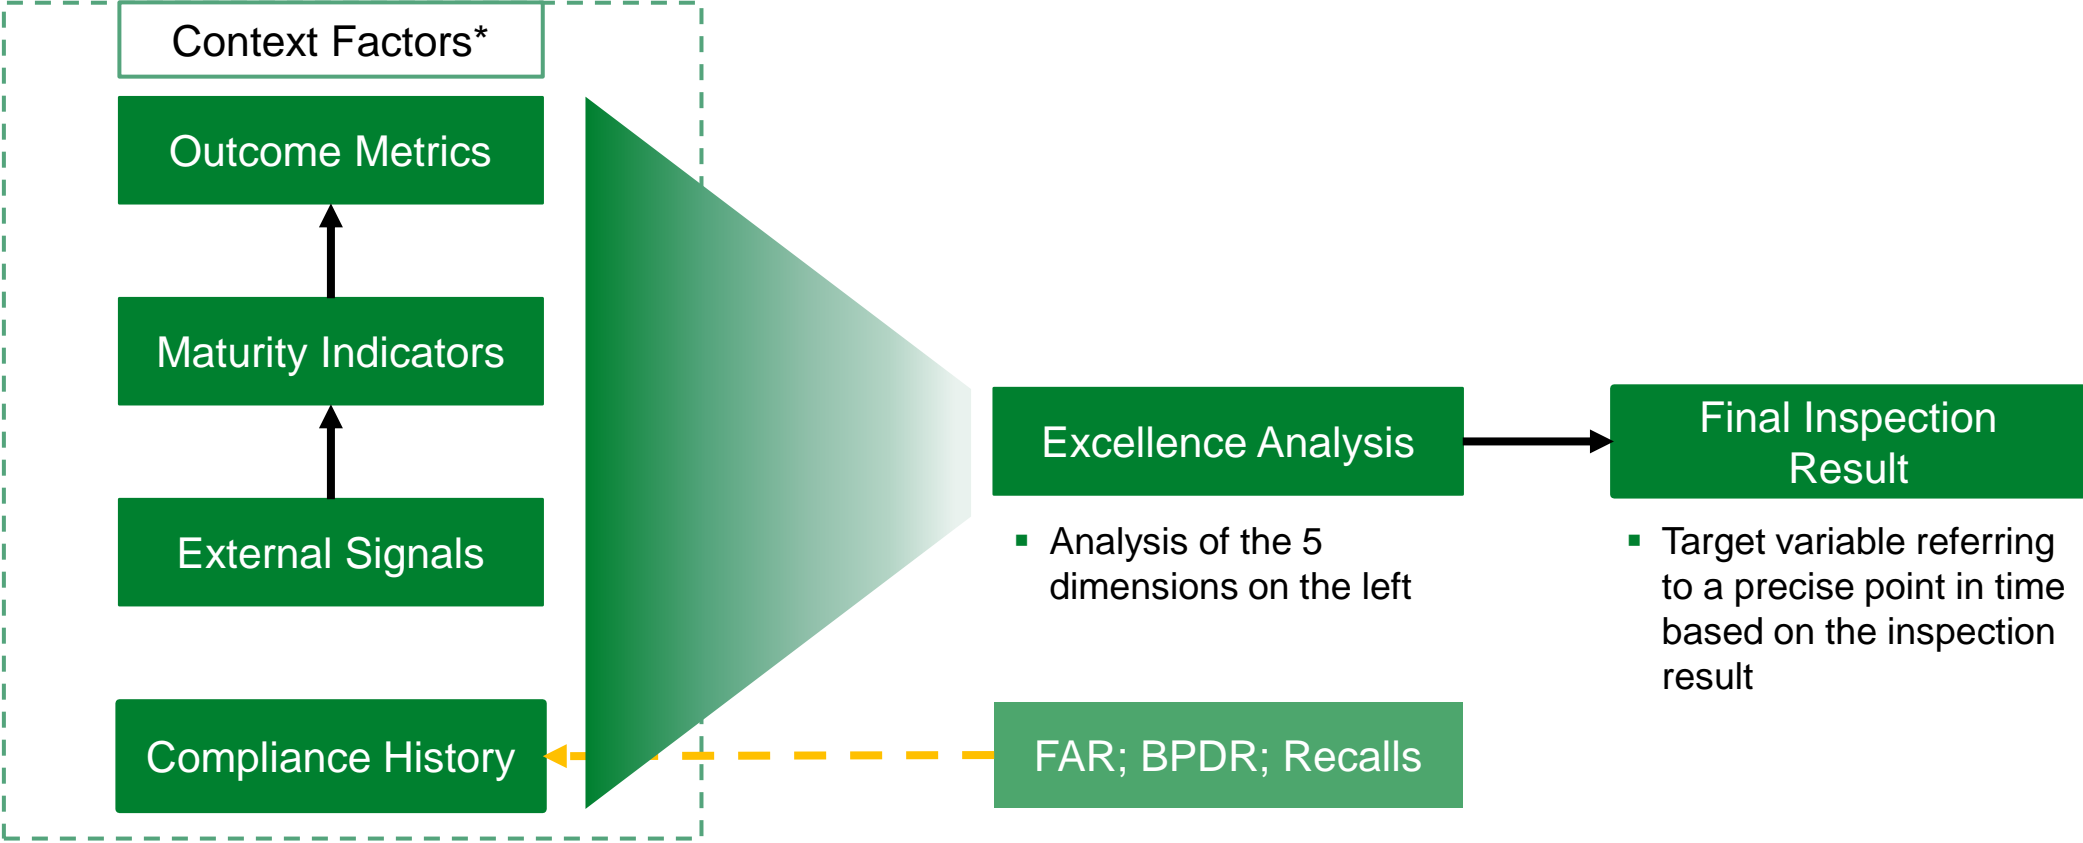 Context Factors*
Outcome Metrics
Maturity Indicators
External Signals
Compliance History
Excellence Analysis
▪ Analysis of the 5
dimensions on the left
FAR; BPDR; Recalls
Final Inspection
Result
▪ Target variable referring
to a precise point in time
based on the inspection
result